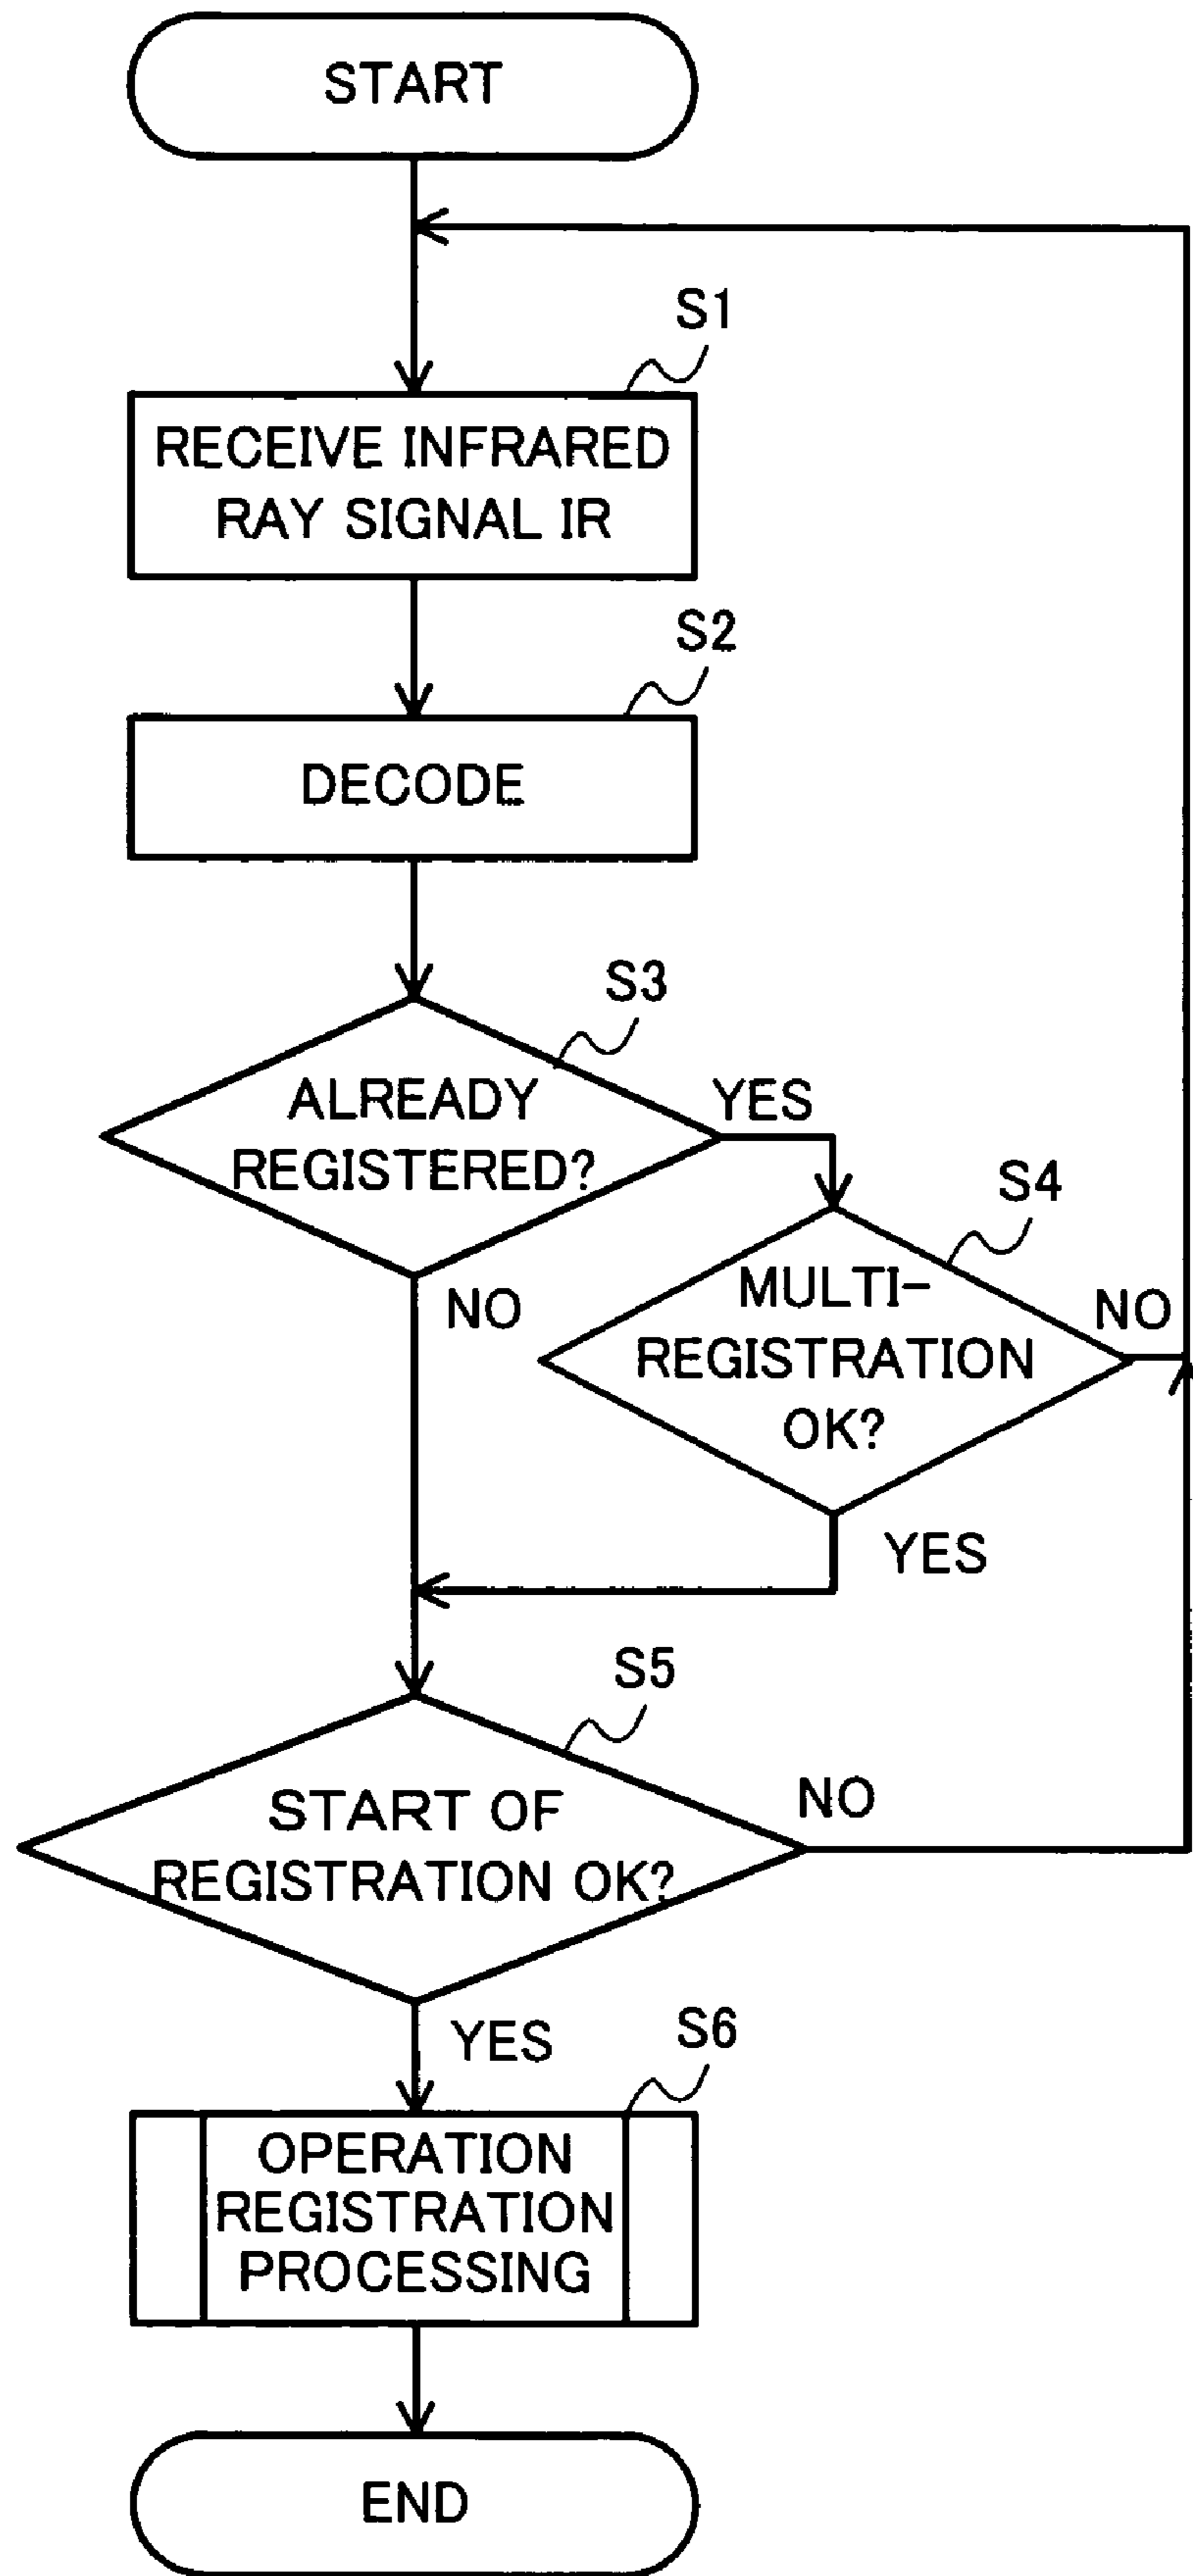 START
S1
RECEIVE INFRARED
RAY SIGNAL IR
S2
DECODE
S3
ALREADY
REGISTERED?
YES
NO
S4
MULTI-
REGISTRATION
OK?
NO
YES
S5
START OF
REGISTRATION OK?
NO
YES
S6
OPERATION
REGISTRATION
PROCESSING
END